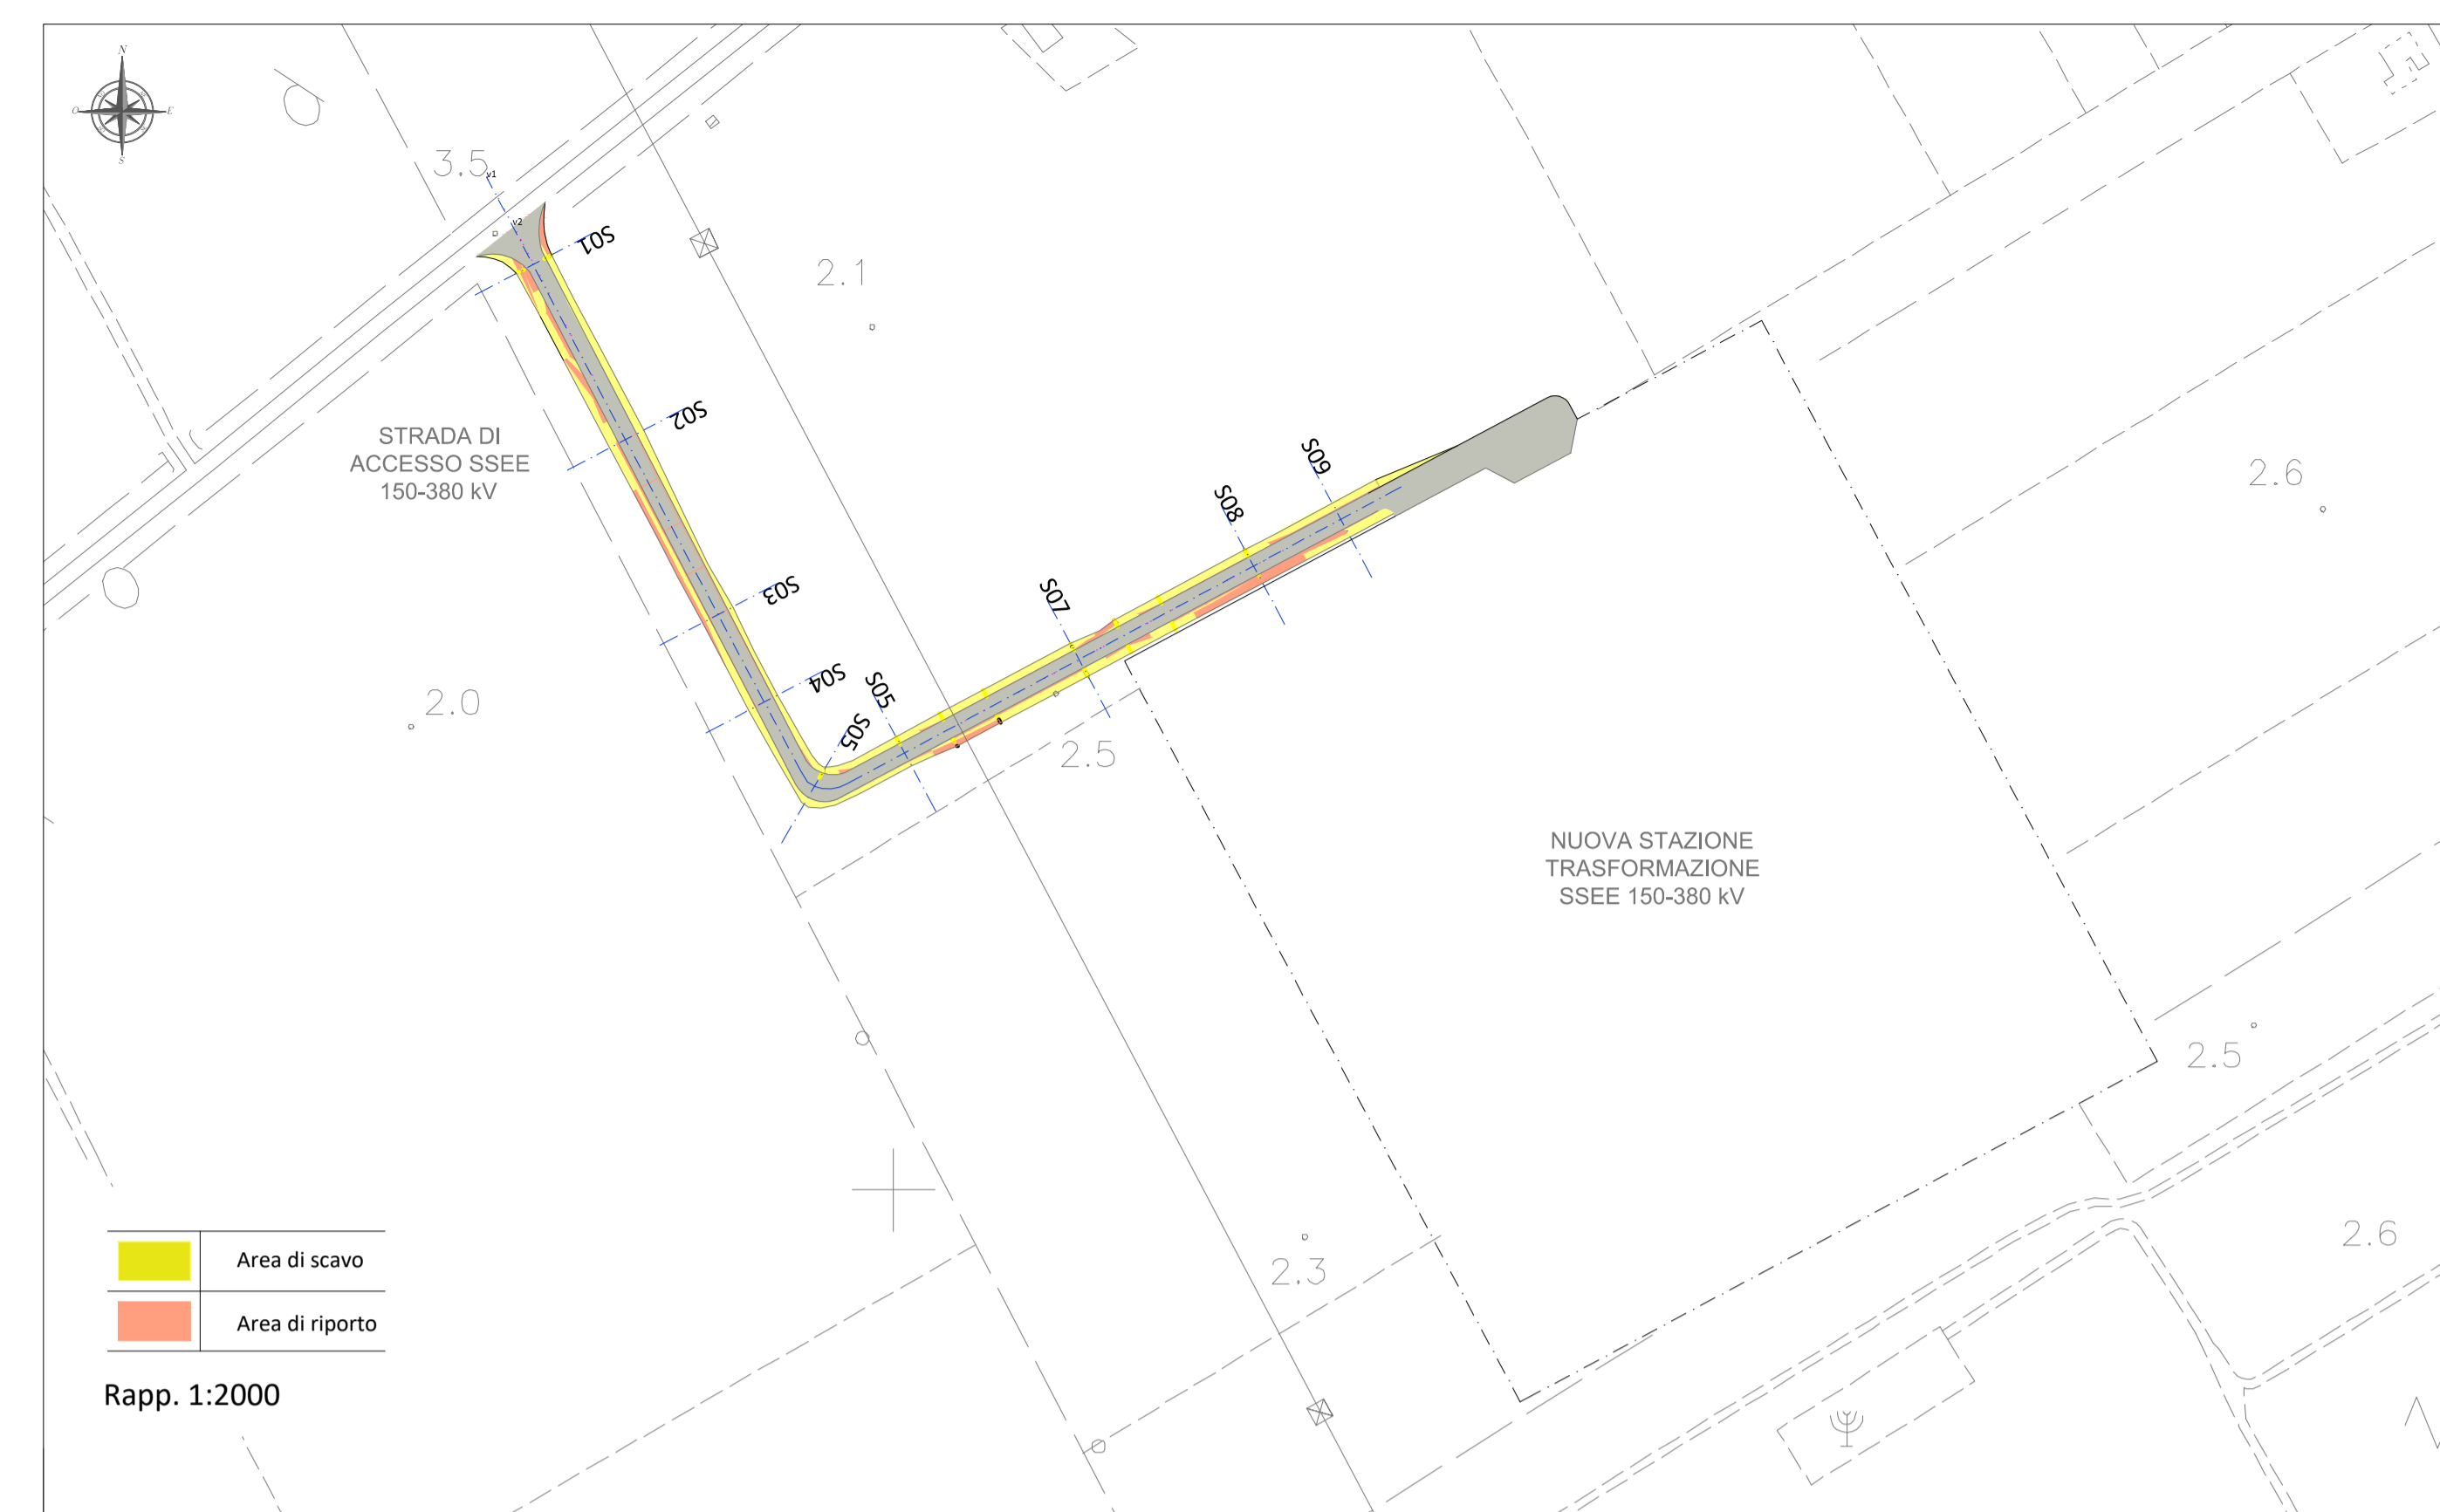 N
O
E
S
3.5
v1
v2
S01
2.1
S02
STRADA DI
ACCESSO SSEE
150-380 kV
S09
2.6
S08
S03
S07
S04
S05
2.0
S05
2.5
NUOVA STAZIONE
TRASFORMAZIONE
SSEE 150-380 kV
2.5
2.6
2.3
Area di scavo
Area di riporto
Rapp. 1:2000